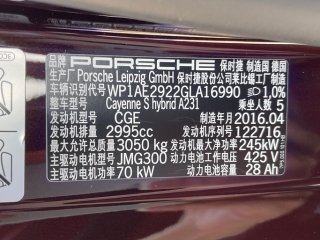 品牌 PORSCHE 保时捷 制造国 德国
生产厂 Porsche Leipzig GmbH 保时捷股份公司莱比锡工厂制造
车辆识别代号 WP1AE2922GLA16990 1,0%
整车型号 Cayenne S hybrid A231 乘坐人数 5
发动机型号 CGE 制造年月 2016.04
发动机排量 2995cc 发动机号 122716
最大允许总质量 3050 kg 发动机最大净功率 245kW
主驱动电动机型号 JMG300 动力电池工作电压 425 V
主驱动电动机峰值功率 70 kW 动力电池容量 28 Ah